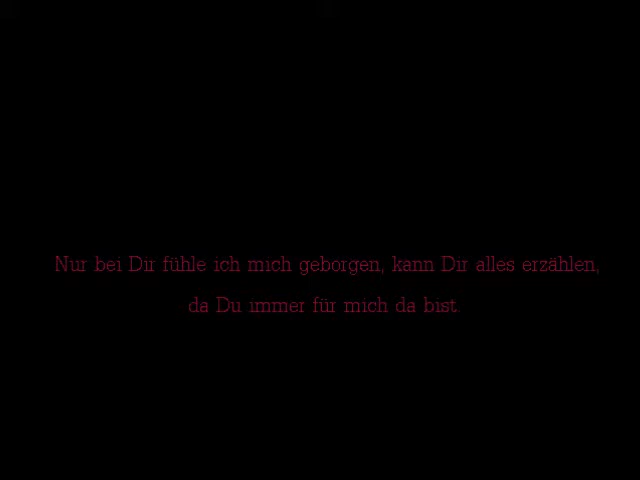 Nur bei Dir fühle ich mich geborgen, kann Dir alles erzählen,
da Du immer für mich da bist.